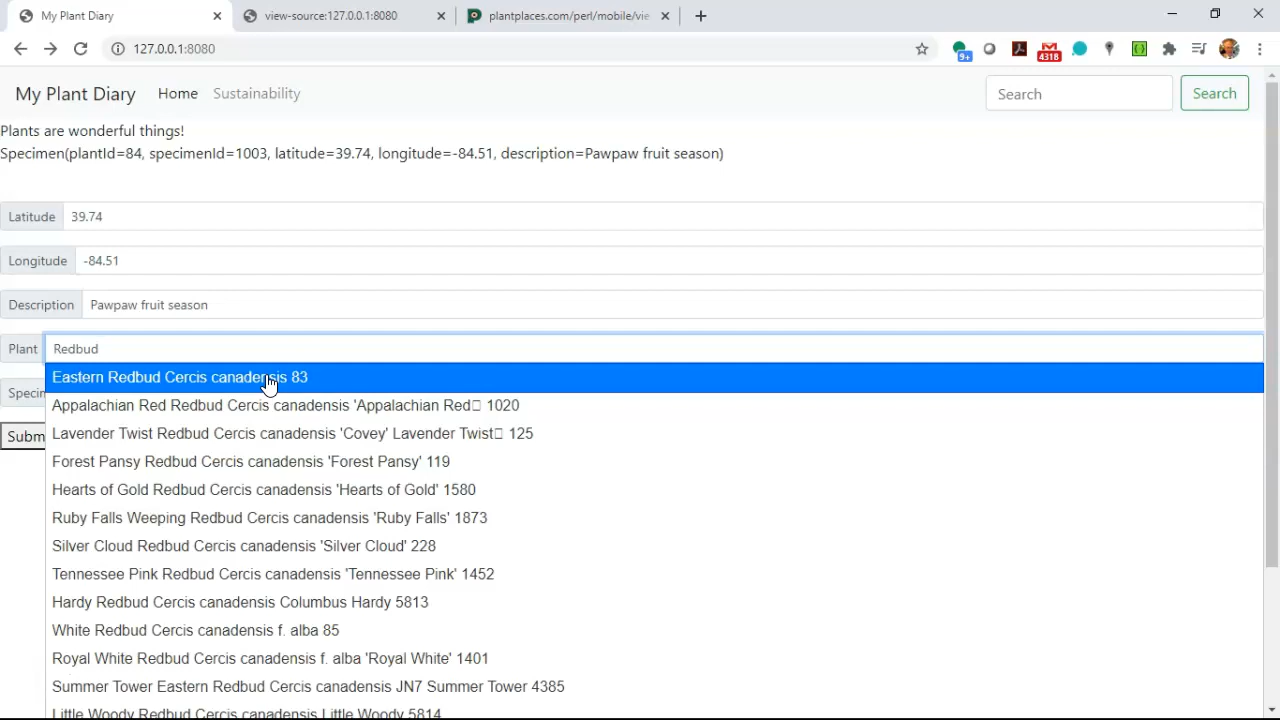 My Plant Diary
view-source:127.0.0.1:8080
plantplaces.com/perl/mobile/vie
127.0.0.1:8080
9+
4318
My Plant Diary Home Sustainability Search Search
Plants are wonderful things!
Specimen(plantId=84, specimenId=1003, latitude=39.74, longitude=-84.51, description=Pawpaw fruit season)
Latitude 39.74
Longitude -84.51
Description Pawpaw fruit season
Plant Redbud
Eastern Redbud Cercis canadensis 83
Specim
Appalachian Red Redbud Cercis canadensis 'Appalachian Red 1020
Lavender Twist Redbud Cercis canadensis 'Covey' Lavender Twist 125
Subm
Forest Pansy Redbud Cercis canadensis 'Forest Pansy' 119
Hearts of Gold Redbud Cercis canadensis 'Hearts of Gold' 1580
Ruby Falls Weeping Redbud Cercis canadensis 'Ruby Falls' 1873
Silver Cloud Redbud Cercis canadensis 'Silver Cloud' 228
Tennessee Pink Redbud Cercis canadensis 'Tennessee Pink' 1452
Hardy Redbud Cercis canadensis Columbus Hardy 5813
White Redbud Cercis canadensis f. alba 85
Royal White Redbud Cercis canadensis f. alba 'Royal White' 1401
Summer Tower Eastern Redbud Cercis canadensis JN7 Summer Tower 4385
Little Woody Redbud Cercis canadensis Little Woody 5814